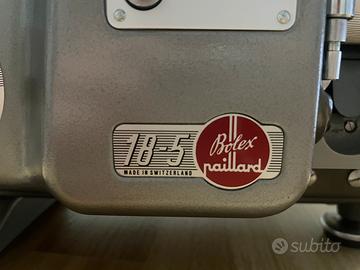 18-5
Bolex
paillard
MADE IN SWITZERLAND
subito